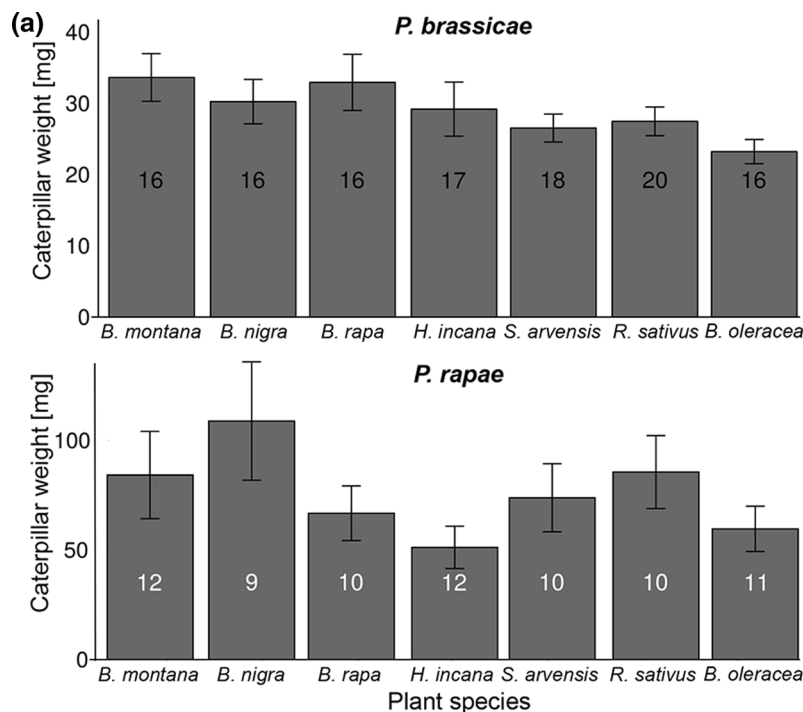 (a)
P. brassicae
Caterpillar weight [mg]
40
30
20
10
0
16 16 16 17 18 20 16
B. montana B. nigra B. rapa H. incana S. arvensis R. sativus B. oleracea
P. rapae
Caterpillar weight [mg]
100
50
0
12 9 10 12 10 10 11
B. montana B. nigra B. rapa H. incana S. arvensis R. sativus B. oleracea
Plant species